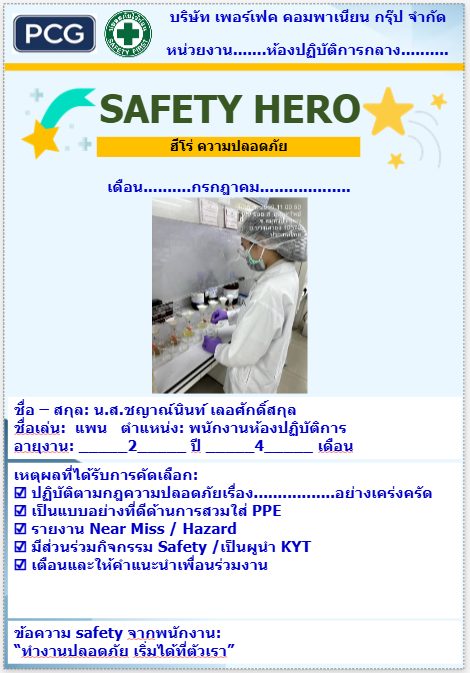 PCG
ปลอดภัยไว้ก่อน
SAFETY FIRST
บริษัท เพอร์เฟค คอมพาเนียน กรุ๊ป จำกัด
หน่วยงาน.......ห้องปฏิบัติการกลาง..........
SAFETY HERO
ฮีโร่ ความปลอดภัย
เดือน..........กรกฎาคม...................
ชื่อ – สกุล: น.ส.ชญาณ์นินท์ เลอศักดิ์สกุล
ชื่อเล่น: แพน ตำแหน่ง: พนักงานห้องปฏิบัติการ
อายุงาน: _____2_____ ปี _____4_____ เดือน
เหตุผลที่ได้รับการคัดเลือก:
☑ ปฏิบัติตามกฎความปลอดภัยเรื่อง.................อย่างเคร่งครัด
☑ เป็นแบบอย่างที่ดีด้านการสวมใส่ PPE
☑ รายงาน Near Miss / Hazard
☑ มีส่วนร่วมกิจกรรม Safety /เป็นผู้นำ KYT
☑ เตือนและให้คำแนะนำเพื่อนร่วมงาน
ข้อความ safety จากพนักงาน:
“ทำงานปลอดภัย เริ่มได้ที่ตัวเรา”